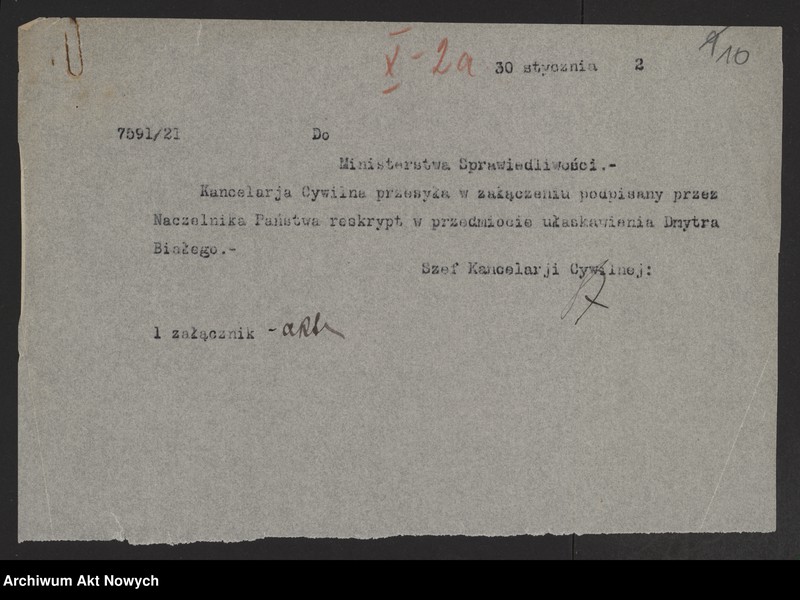 X-2a 30 stycznia 2
10
7591/21 Do
Ministerstwa Sprawiedliwości.-
Kancelarja Cywilna przesyła w załączeniu podpisany przez
Naczelnika Państwa reskrypt w przedmiocie ułaskawienia Dmytra
Białego.-
Szef Kancelarji Cywilnej:
1 załącznik - akta
Archiwum Akt Nowych